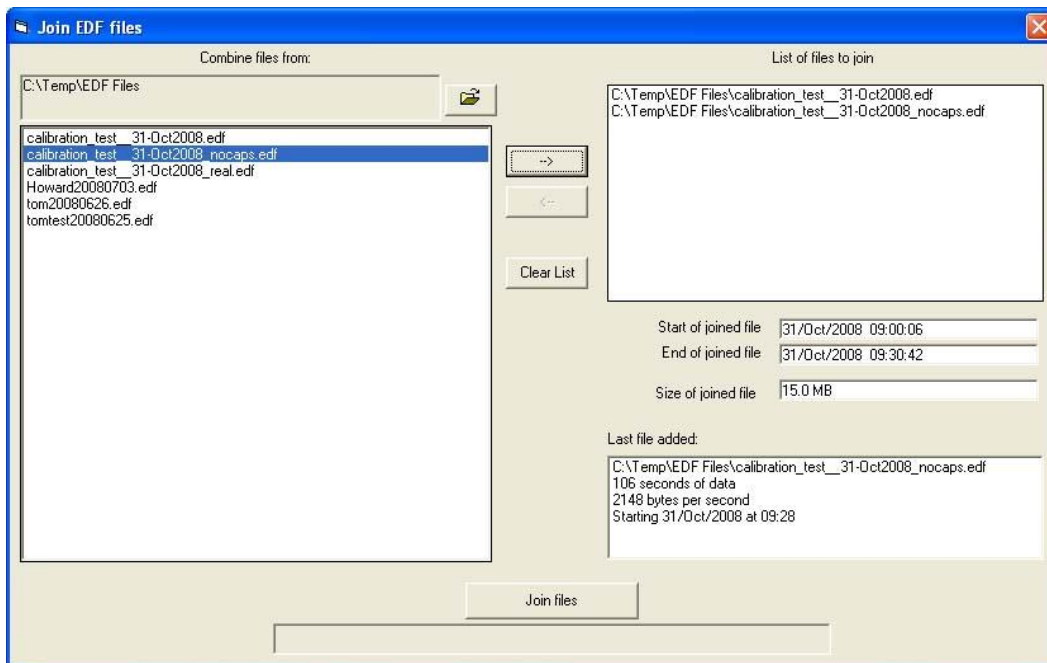 Join EDF files
Combine files from:
C:\Temp\EDF Files
calibration_test__31-Oct2008.edf
calibration_test__31-Oct2008_nocaps.edf
calibration_test__31-Oct2008_real.edf
Howard20080703.edf
tom20080626.edf
tomtest20080625.edf
-->
<--
Clear List
List of files to join
C:\Temp\EDF Files\calibration_test__31-Oct2008.edf
C:\Temp\EDF Files\calibration_test__31-Oct2008_nocaps.edf
Start of joined file 31/Oct/2008 09:00:06
End of joined file 31/Oct/2008 09:30:42
Size of joined file 15.0 MB
Last file added:
C:\Temp\EDF Files\calibration_test__31-Oct2008_nocaps.edf
106 seconds of data
2148 bytes per second
Starting 31/Oct/2008 at 09:28
Join files